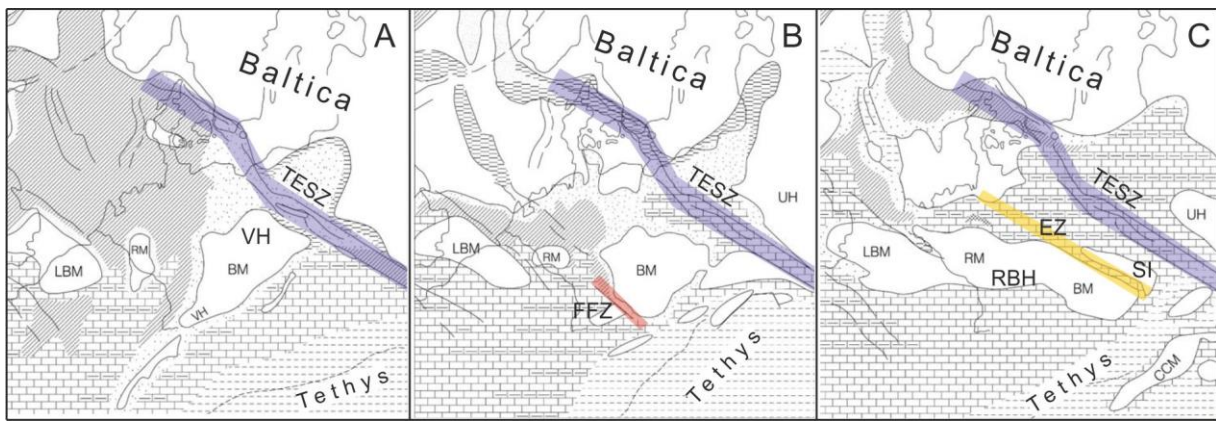 A
Baltica
TESZ
VH
LBM
RM
BM
VH
Tethys
B
Baltica
TESZ
UH
LBM
RM
BM
FFZ
Tethys
C
Baltica
TESZ
UH
EZ
LBM
RM
SI
RBH
BM
Tethys
CCM